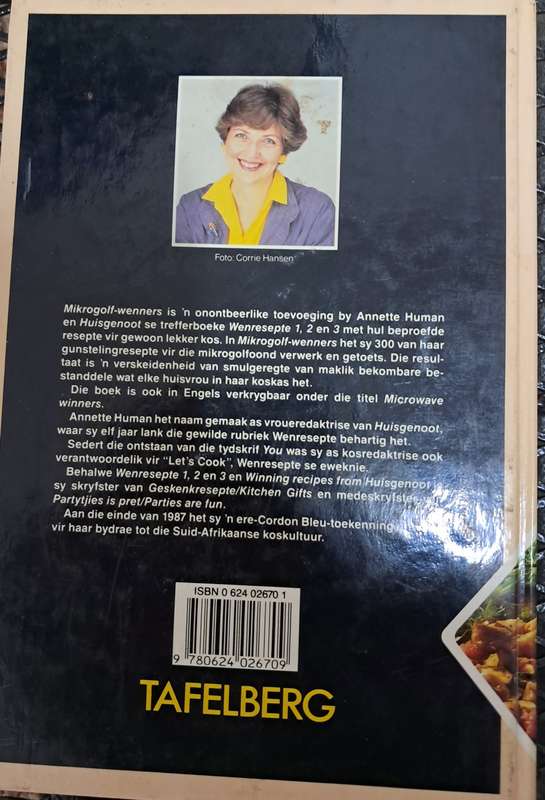 Foto: Corrie Hansen
Mikrogolf-wenners is 'n onontbeerlike toevoeging by Annette Human
en Huisgenoot se trefferboeke Wenresepte 1, 2 en 3 met hul beproefde
resepte vir gewoon lekker kos. In Mikrogolf-wenners het sy 300 van haar
gunstelingresepte vir die mikrogolfoond verwerk en getoets. Die resul-
taat is 'n verskeidenheid van smulgeregte van maklik bekombare be-
standdele wat elke huisvrou in haar koskas het.
Die boek is ook in Engels verkrygbaar onder die titel Microwave
winners.
Annette Human het naam gemaak as vroueredaktrise van Huisgenoot,
waar sy elf jaar lank die gewilde rubriek Wenresepte behartig het.
Sedert die ontstaan van die tydskrif You was sy as kosredaktrise ook
verantwoordelik vir "Let's Cook", Wenresepte se eweknie.
Behalwe Wenresepte 1, 2 en 3 en Winning recipes from Huisgenoot
sy skryfster van Geskenkresepte/Kitchen Gifts en medeskryfster
Partytjies is pret/Parties are fun.
Aan die einde van 1987 het sy 'n ere-Cordon Bleu-toekenning
vir haar bydrae tot die Suid-Afrikaanse koskultuur.
ISBN 0 624 02670 1
9 780624 026709
TAFELBERG